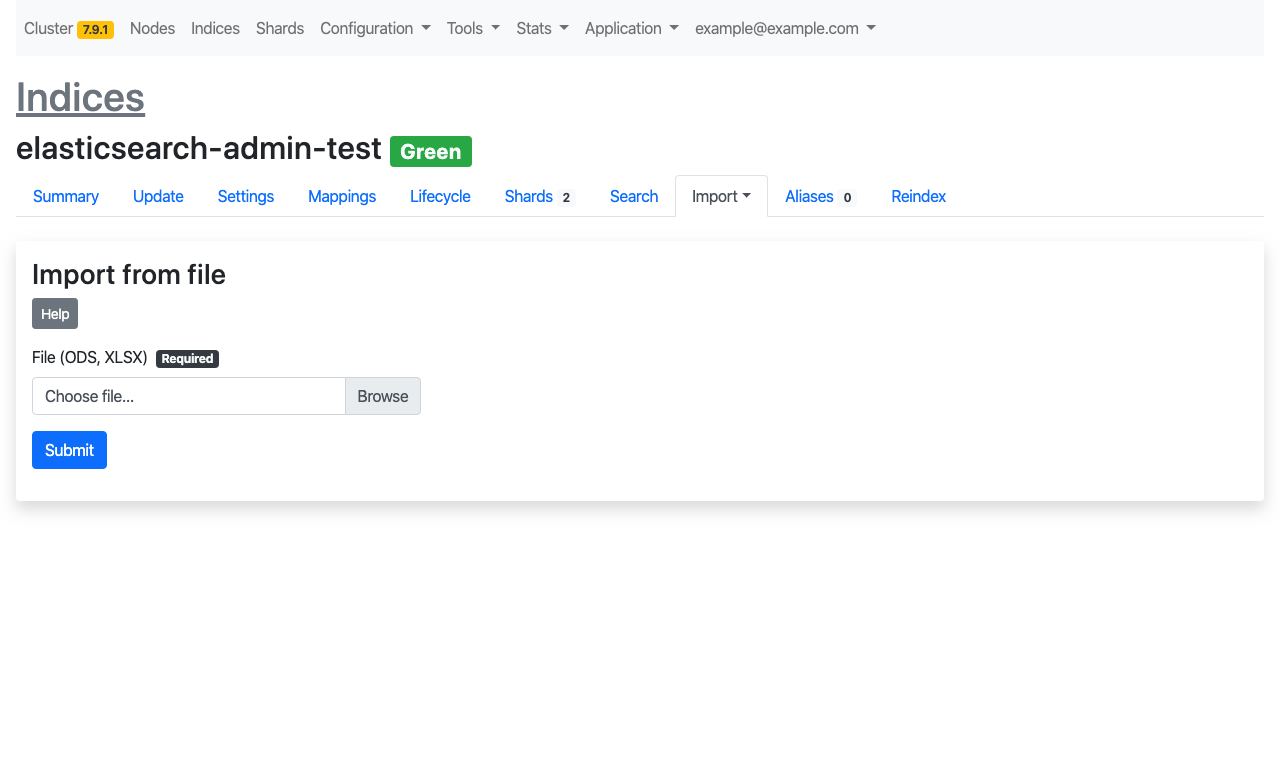 Cluster 7.9.1 Nodes Indices Shards Configuration Tools Stats Application example@example.com
Indices
elasticsearch-admin-test Green
Summary Update Settings Mappings Lifecycle Shards 2 Search Import Aliases 0 Reindex
Import from file
Help
File (ODS, XLSX) Required
Choose file... Browse
Submit